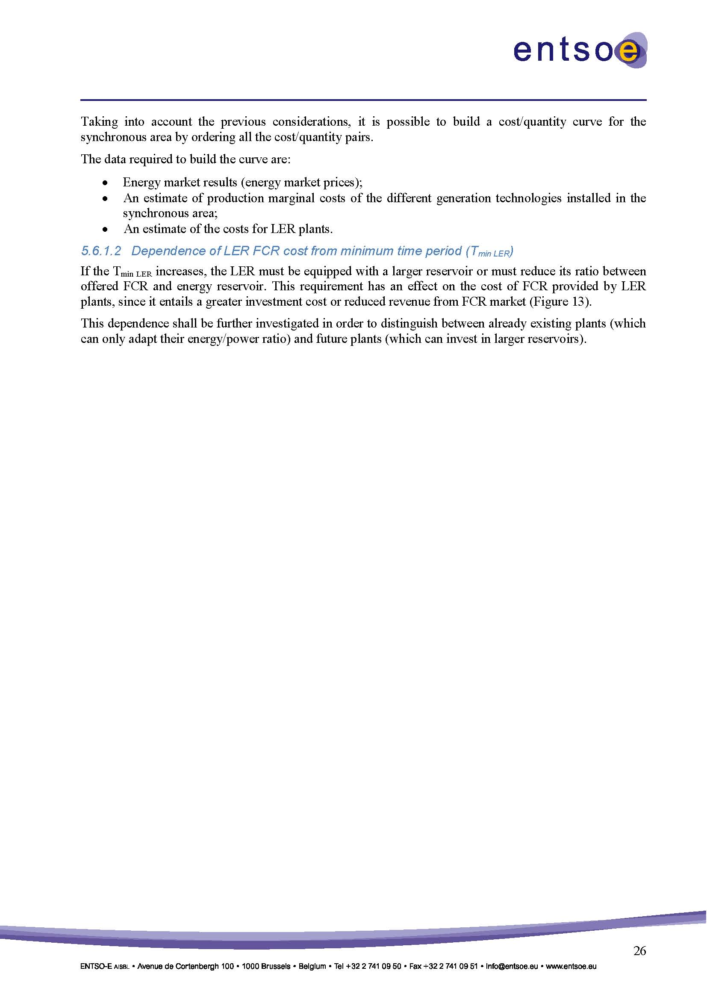 entsoe
Taking into account the previous considerations, it is possible to build a cost/quantity curve for the
synchronous area by ordering all the cost/quantity pairs.
The data required to build the curve are:
• Energy market results (energy market prices);
• An estimate of production marginal costs of the different generation technologies installed in the
synchronous area;
• An estimate of the costs for LER plants.
5.6.1.2 Dependence of LER FCR cost from minimum time period (Tmin LER)
If the Tmin LER increases, the LER must be equipped with a larger reservoir or must reduce its ratio between
offered FCR and energy reservoir. This requirement has an effect on the cost of FCR provided by LER
plants, since it entails a greater investment cost or reduced revenue from FCR market (Figure 13).
This dependence shall be further investigated in order to distinguish between already existing plants (which
can only adapt their energy/power ratio) and future plants (which can invest in larger reservoirs).
26
ENTSO-E AISBL • Avenue de Cortenbergh 100 • 1000 Brussels • Belgium • Tel +32 2 741 09 50 • Fax +32 2 741 09 51 • info@entsoe.eu • www.entsoe.eu